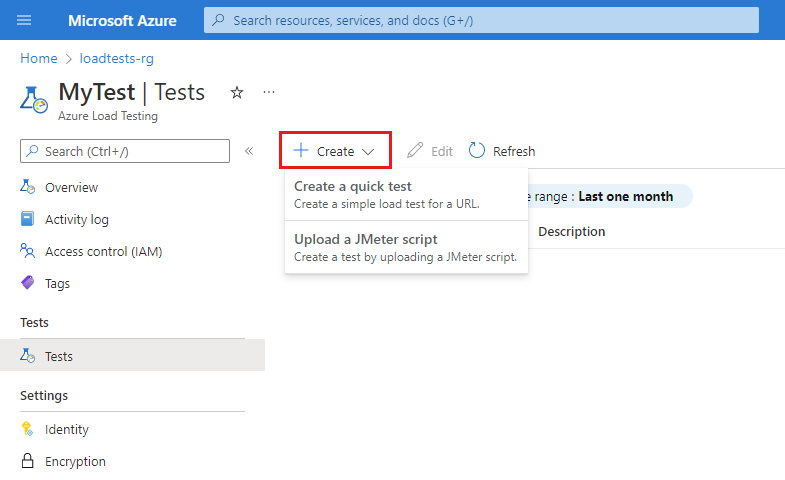 Microsoft Azure
Search resources, services, and docs (G+/)
Home > loadtests-rg >
MyTest | Tests
Azure Load Testing
Search (Ctrl+/)
Create
Edit
Refresh
Create a quick test
Create a simple load test for a URL.
Upload a JMeter script
Create a test by uploading a JMeter script.
e range : Last one month
Description
Overview
Activity log
Access control (IAM)
Tags
Tests
Tests
Settings
Identity
Encryption